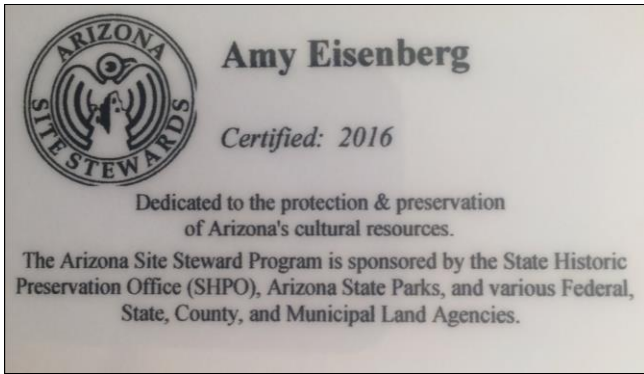 ARIZONA
SITE STEWARDS
Amy Eisenberg
Certified: 2016
Dedicated to the protection & preservation
of Arizona's cultural resources.
The Arizona Site Steward Program is sponsored by the State Historic
Preservation Office (SHPO), Arizona State Parks, and various Federal,
State, County, and Municipal Land Agencies.